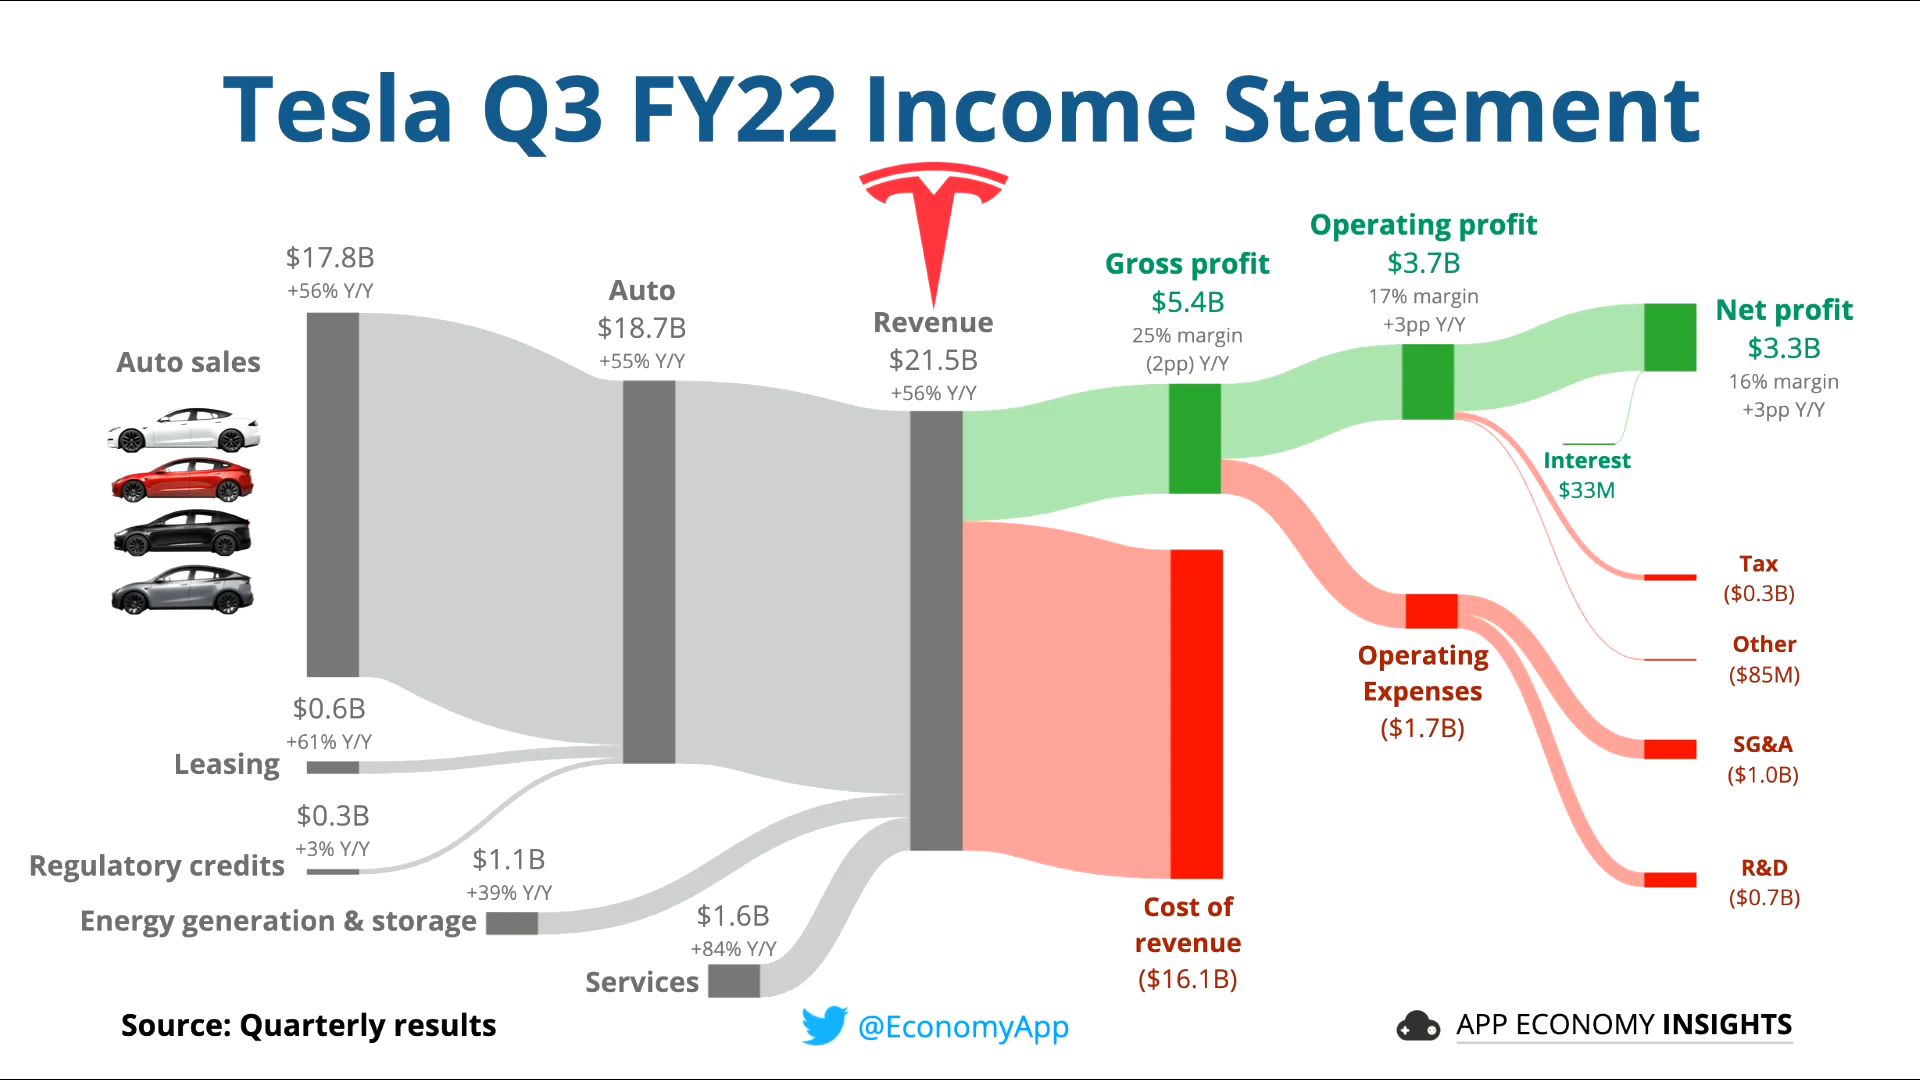 Tesla Q3 FY22 Income Statement
$17.8B
+56% Y/Y
Auto sales
$0.6B
+61% Y/Y
Leasing
$0.3B
+3% Y/Y
Regulatory credits
$1.1B
+39% Y/Y
Energy generation & storage
$1.6B
+84% Y/Y
Services
Auto
$18.7B
+55% Y/Y
Revenue
$21.5B
+56% Y/Y
Gross profit
$5.4B
25% margin
(2pp) Y/Y
Cost of
revenue
($16.1B)
Operating profit
$3.7B
17% margin
+3pp Y/Y
Operating
Expenses
($1.7B)
Net profit
$3.3B
16% margin
+3pp Y/Y
Interest
$33M
Tax
($0.3B)
Other
($85M)
SG&A
($1.0B)
R&D
($0.7B)
Source: Quarterly results
@EconomyApp
APP ECONOMY INSIGHTS